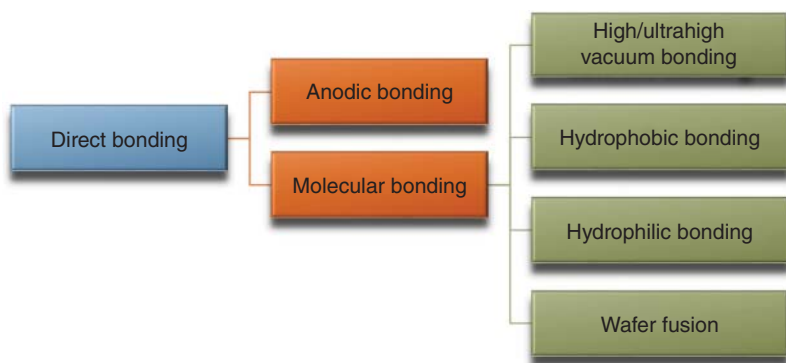 Direct bonding
Anodic bonding
Molecular bonding
High/ultrahigh
vacuum bonding
Hydrophobic bonding
Hydrophilic bonding
Wafer fusion